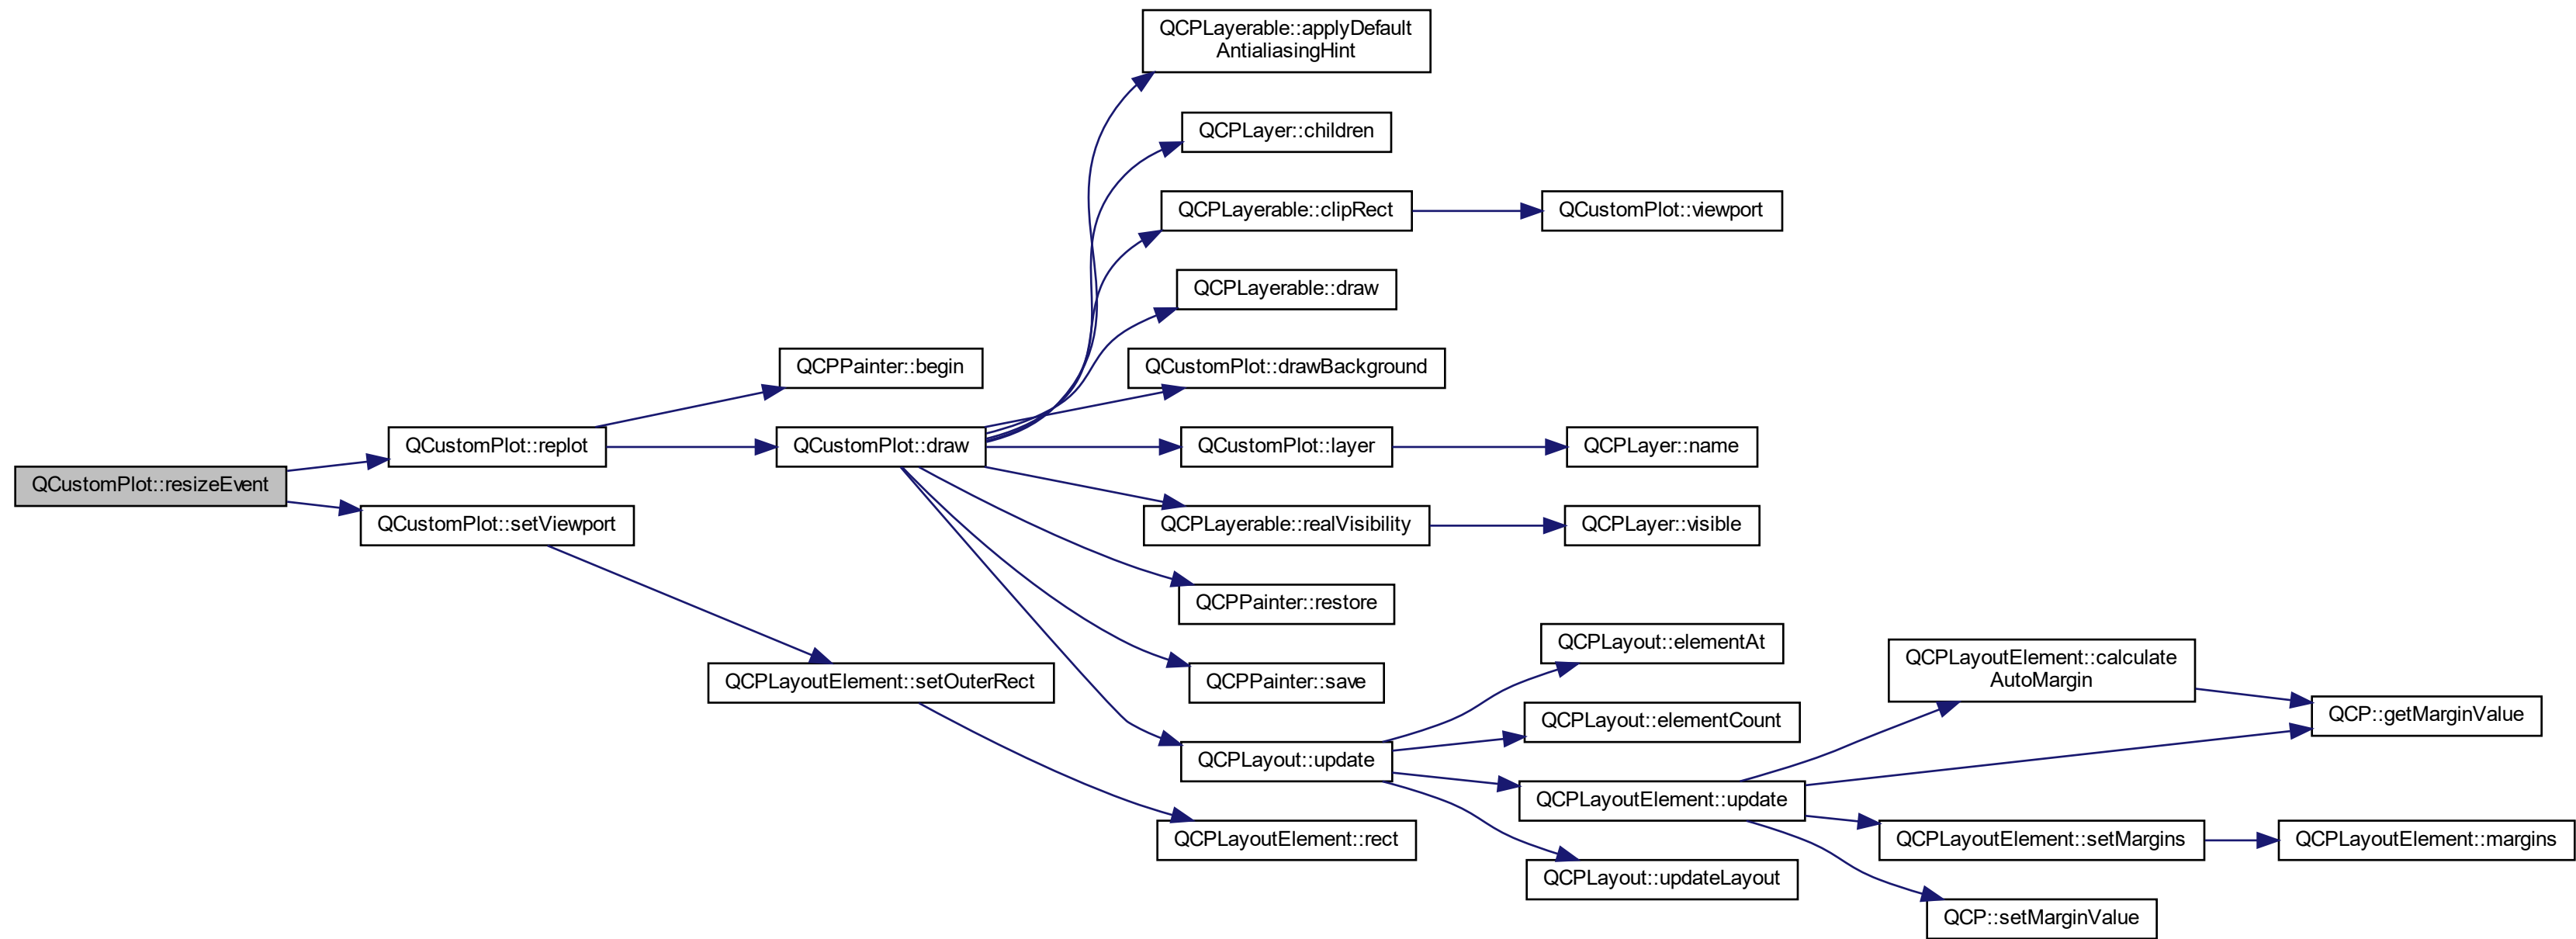 QCPLayerable::applyDefault
AntialiasingHint
QCPLayer::children
QCPLayerable::clipRect
QCustomPlot::viewport
QCPLayerable::draw
QCPPainter::begin
QCustomPlot::drawBackground
QCustomPlot::replot
QCustomPlot::draw
QCustomPlot::layer
QCPLayer::name
QCustomPlot::resizeEvent
QCustomPlot::setViewport
QCPLayerable::realVisibility
QCPLayer::visible
QCPPainter::restore
QCPLayout::elementAt
QCPLayoutElement::calculate
AutoMargin
QCPLayoutElement::setOuterRect
QCPPainter::save
QCPLayout::elementCount
QCP::getMarginValue
QCPLayout::update
QCPLayoutElement::update
QCPLayoutElement::rect
QCPLayoutElement::setMargins
QCPLayoutElement::margins
QCPLayout::updateLayout
QCP::setMarginValue